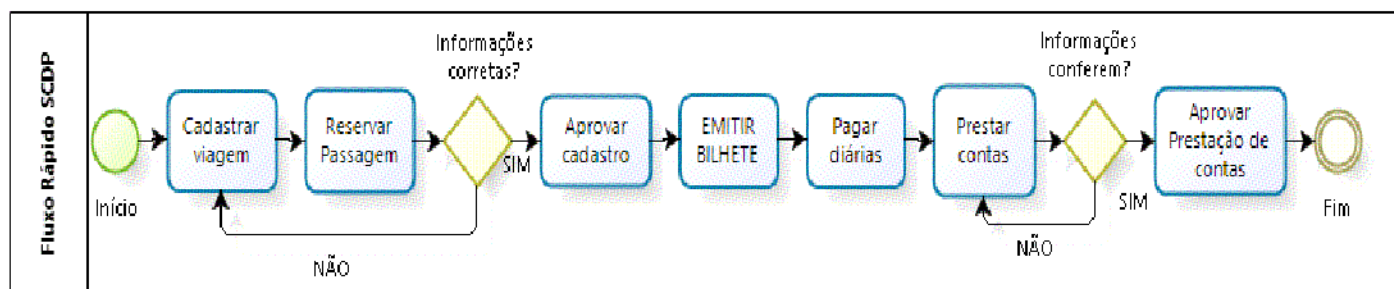 Fluxo Rápido SCDP
Início
Cadastrar
viagem
Reservar
Passagem
Informações
corretas?
SIM
NÃO
Aprovar
cadastro
EMITIR
BILHETE
Pagar
diárias
Prestar
contas
Informações
conferem?
SIM
NÃO
Aprovar
Prestação de
contas
Fim